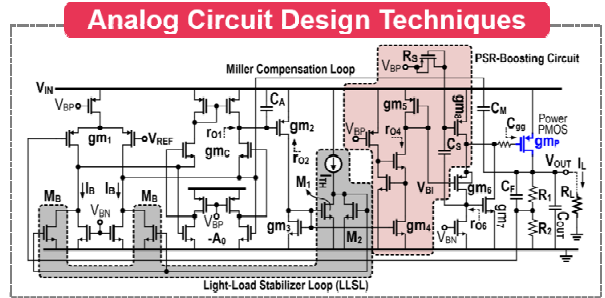 Analog Circuit Design Techniques
PSR-Boosting Circuit
Miller Compensation Loop
RS
VBP
VIN
VBP
CA
gm5
gm8
CM
Cgg
Power
PMOS
gmP
gm1
VREF
rO1
gmC
gm2
rO2
VBP
rO4
CS
VOUT
IL
MB
IB
IB
MB
VBN
VBP
-A0
M1
ITH
M2
gm3
VBI
gm4
gm6
gm7
rO6
VBN
CF
R1
R2
COUT
RL
Light-Load Stabilizer Loop (LLSL)